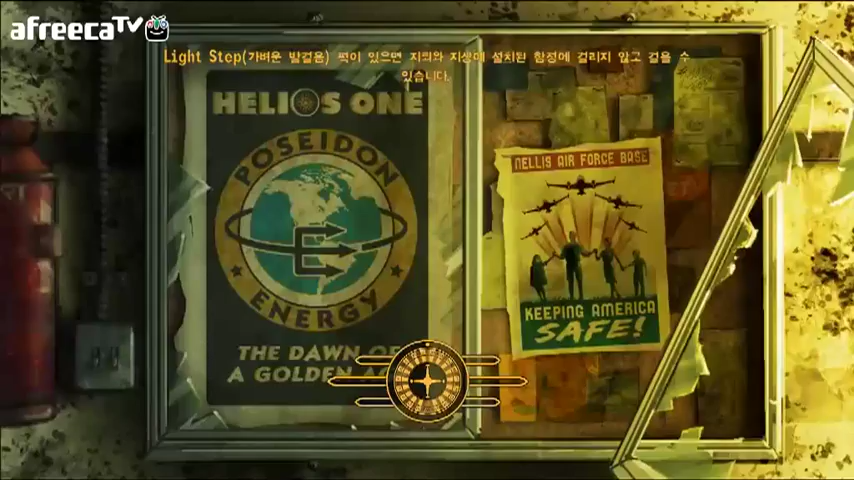 afreecaTV
Light Step(가벼운 발걸음) 퍽이 있으면 지뢰와 지상에 설치된 함정에 걸리지 않고 걸을 수
있습니다.
HELIOS ONE
POSEIDON
ENERGY
THE DAWN OF
A GOLDEN
NELLIS AIR FORCE BASE
KEEPING AMERICA
SAFE!